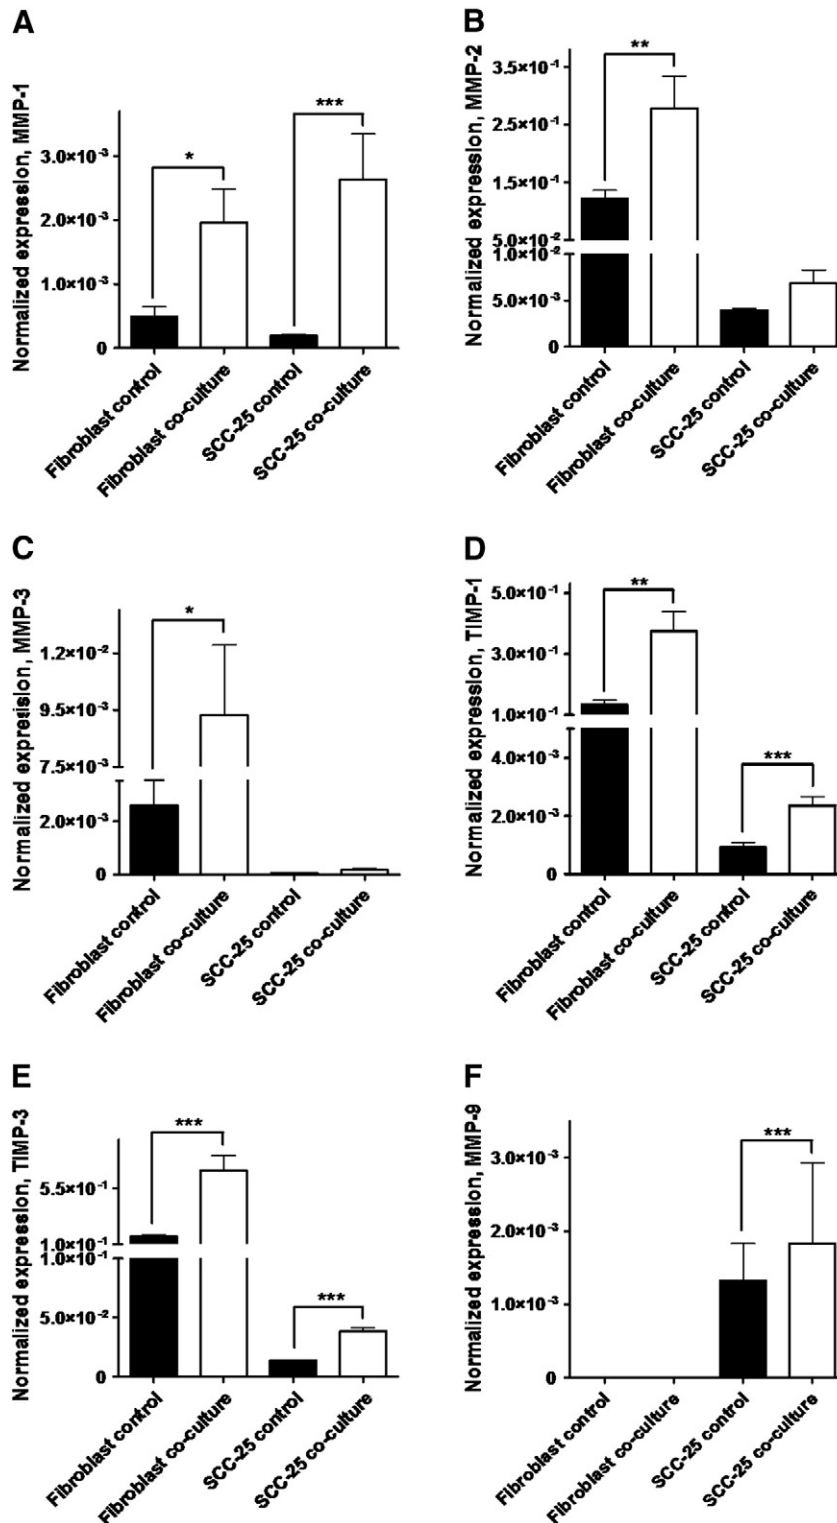 A
Normalized expression, MMP-1
3.0×10⁻³
2.0×10⁻³
1.0×10⁻³
0
*
***
Fibroblast control
Fibroblast co-culture
SCC-25 control
SCC-25 co-culture
B
Normalized expression, MMP-2
3.5×10⁻¹
2.5×10⁻¹
1.5×10⁻¹
5.0×10⁻²
1.0×10⁻²
5.0×10⁻³
0
**
Fibroblast control
Fibroblast co-culture
SCC-25 control
SCC-25 co-culture
C
Normalized expression, MMP-3
1.2×10⁻²
9.5×10⁻³
7.5×10⁻³
2.0×10⁻³
0
*
Fibroblast control
Fibroblast co-culture
SCC-25 control
SCC-25 co-culture
D
Normalized expression, TIMP-1
5.0×10⁻¹
3.0×10⁻¹
1.0×10⁻¹
4.0×10⁻³
2.0×10⁻³
0
**
***
Fibroblast control
Fibroblast co-culture
SCC-25 control
SCC-25 co-culture
E
Normalized expression, TIMP-3
5.5×10⁻¹
1.0×10⁻¹
1.0×10⁻¹
5.0×10⁻²
0
***
***
Fibroblast control
Fibroblast co-culture
SCC-25 control
SCC-25 co-culture
F
Normalized expression, MMP-9
3.0×10⁻³
2.0×10⁻³
1.0×10⁻³
0
***
Fibroblast control
Fibroblast co-culture
SCC-25 control
SCC-25 co-culture